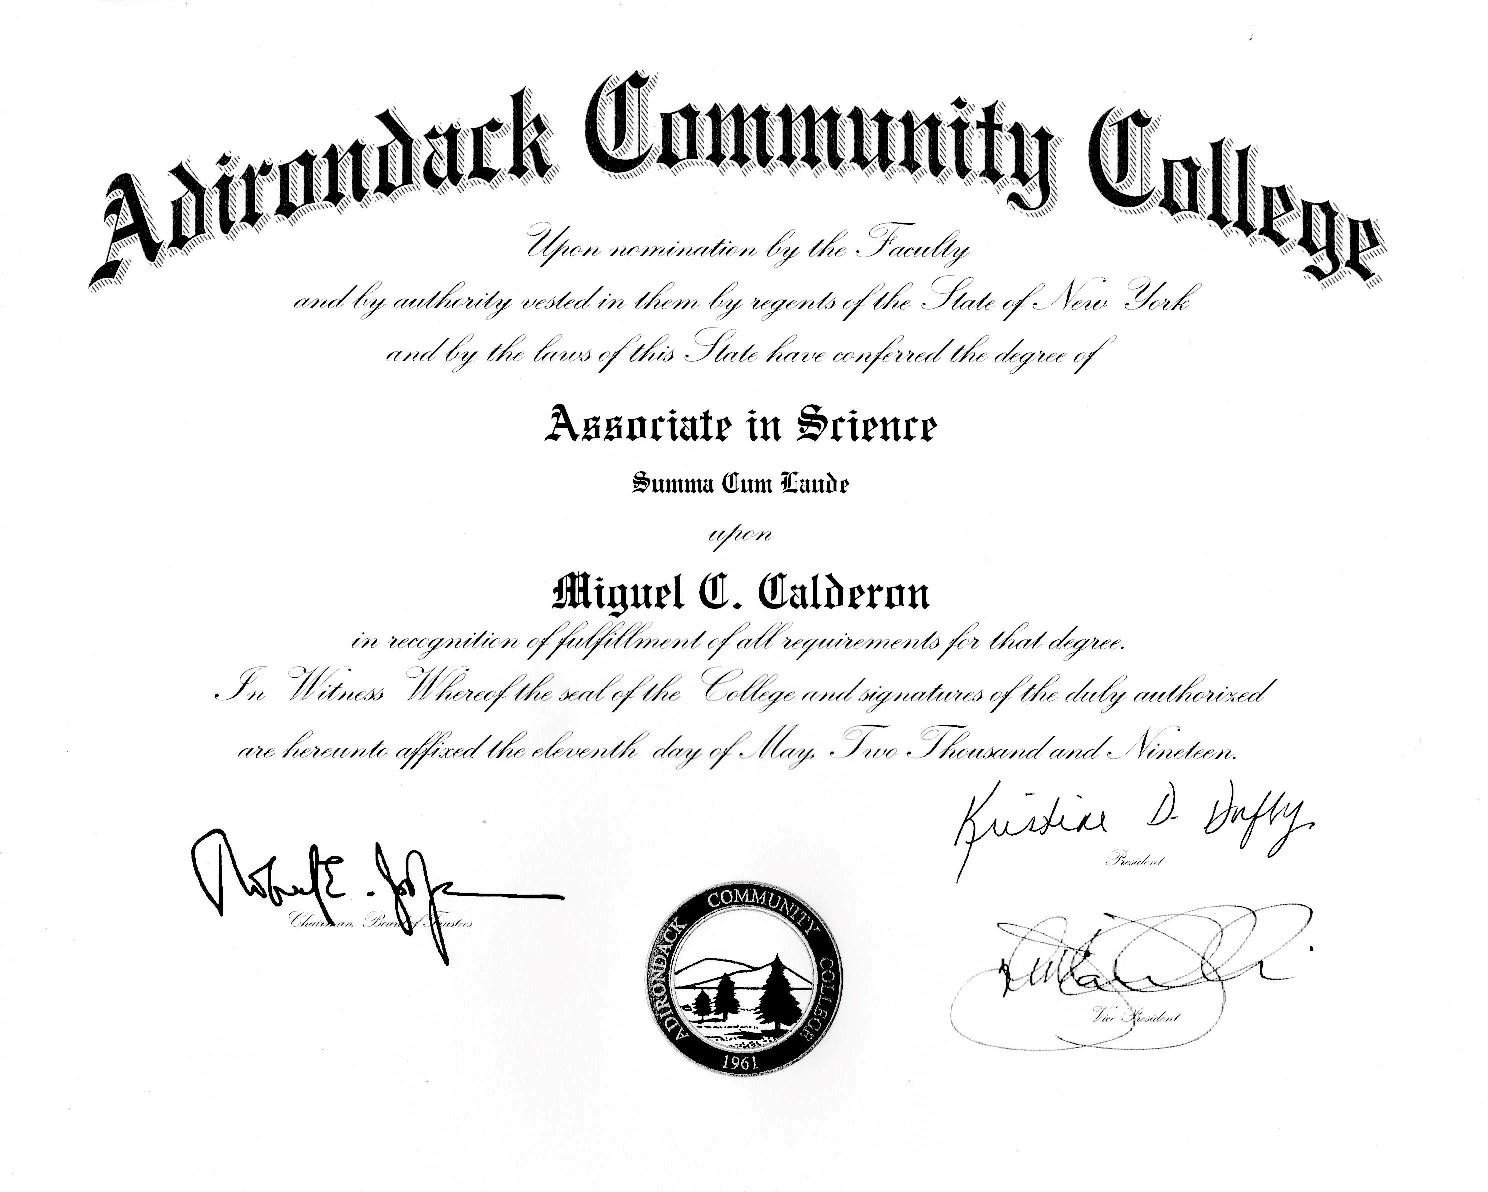 Adirondack Community College
Upon nomination by the Faculty
and by authority vested in them by regents of the State of New York
and by the laws of this State have conferred the degree of
Associate in Science
Summa Cum Laude
upon
Miguel C. Calderon
in recognition of fulfillment of all requirements for that degree.
In Witness Whereof the seal of the College and signatures of the duly authorized
are hereunto affixed the eleventh day of May, Two Thousand and Nineteen.
Kristine D. Duffy
President
Robert E.
Chairman, Board of Trustees
ADIRONDACK COMMUNITY COLLEGE
1961
Vice President